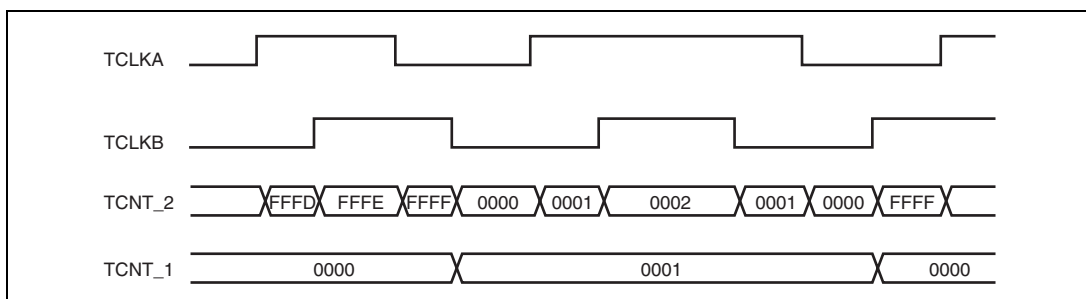 TCLKA
TCLKB
TCNT_2 FFFD FFFE FFFF 0000 0001 0002 0001 0000 FFFF
TCNT_1 0000 0001 0000